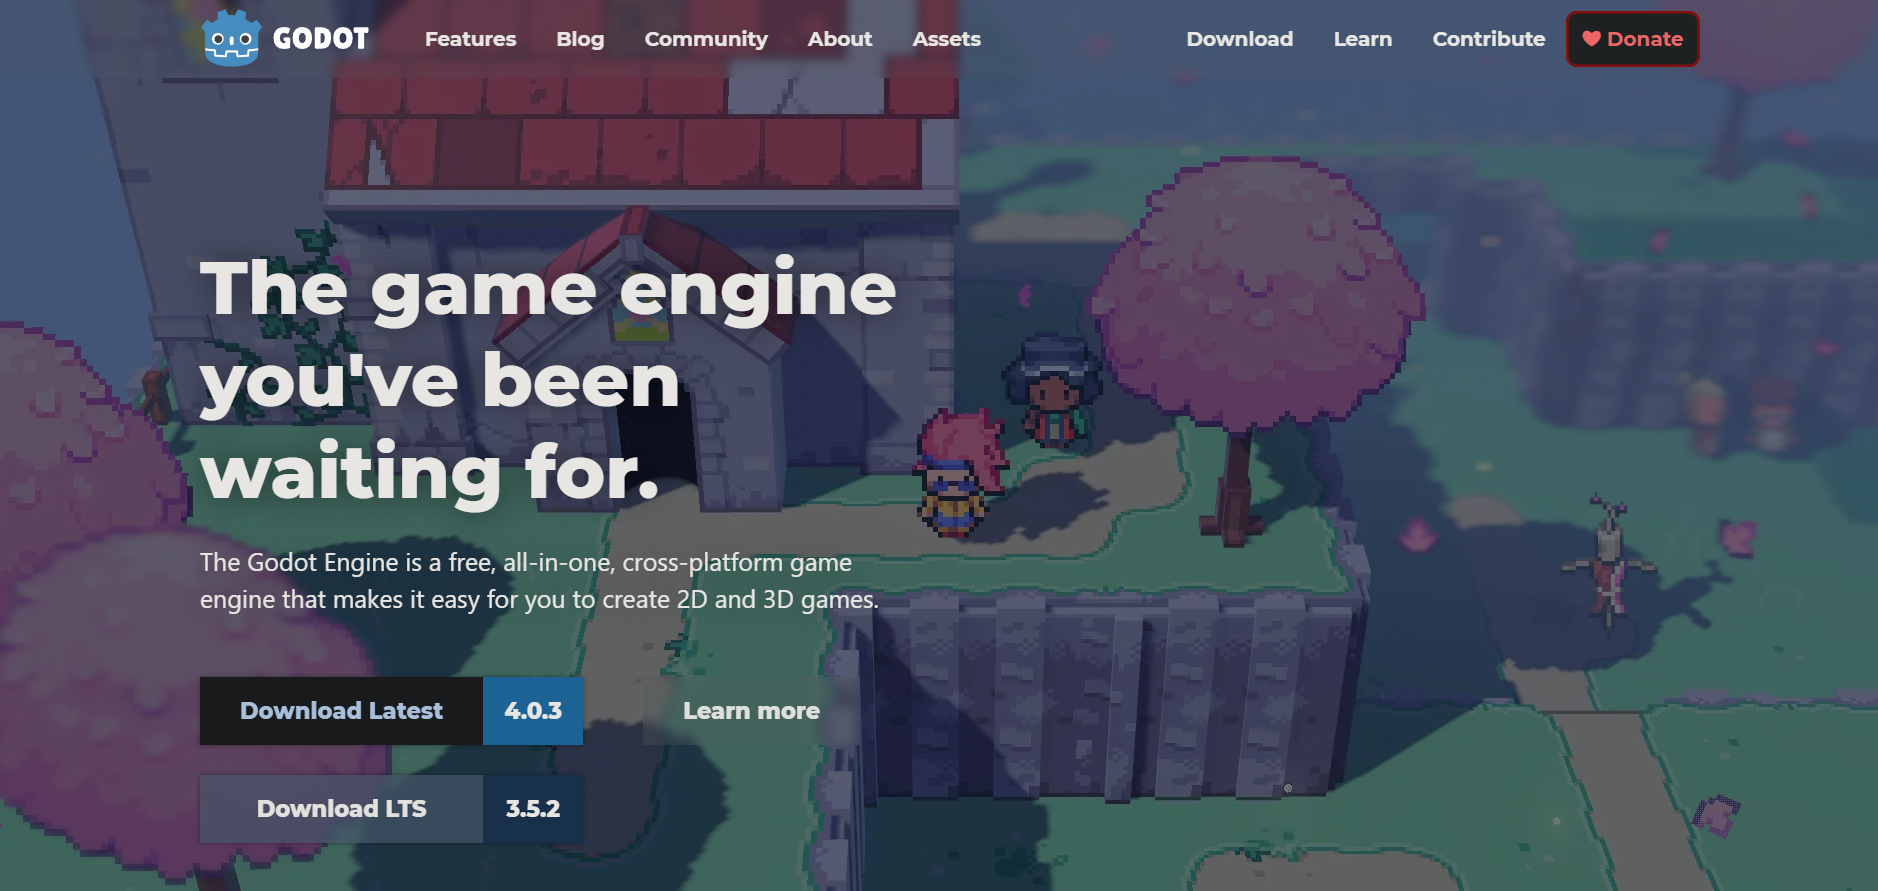 GODOT Features Blog Community About Assets Download Learn Contribute Donate
The game engine
you've been
waiting for.
The Godot Engine is a free, all-in-one, cross-platform game
engine that makes it easy for you to create 2D and 3D games.
Download Latest 4.0.3 Learn more
Download LTS 3.5.2